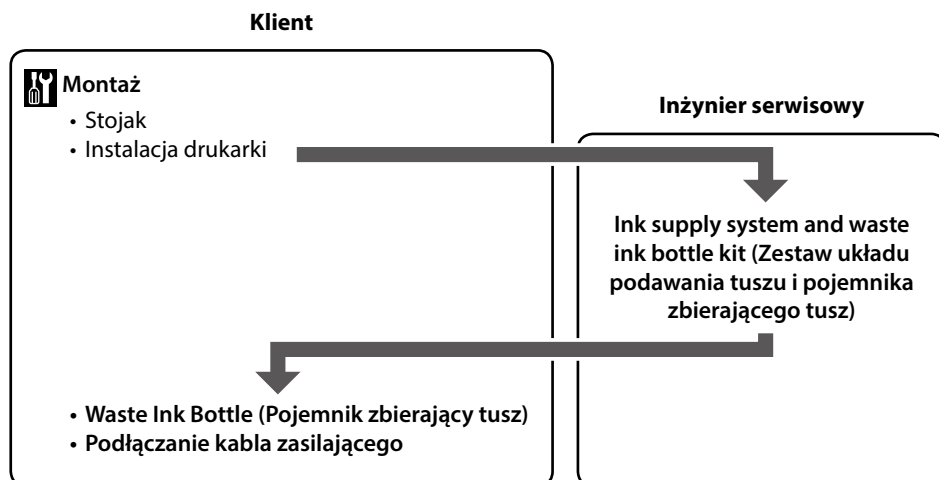 Klient
Montaż
• Stojak
• Instalacja drukarki
Inżynier serwisowy
Ink supply system and waste
ink bottle kit (Zestaw układu
podawania tuszu i pojemnika
zbierającego tusz)
• Waste Ink Bottle (Pojemnik zbierający tusz)
• Podłączanie kabla zasilającego